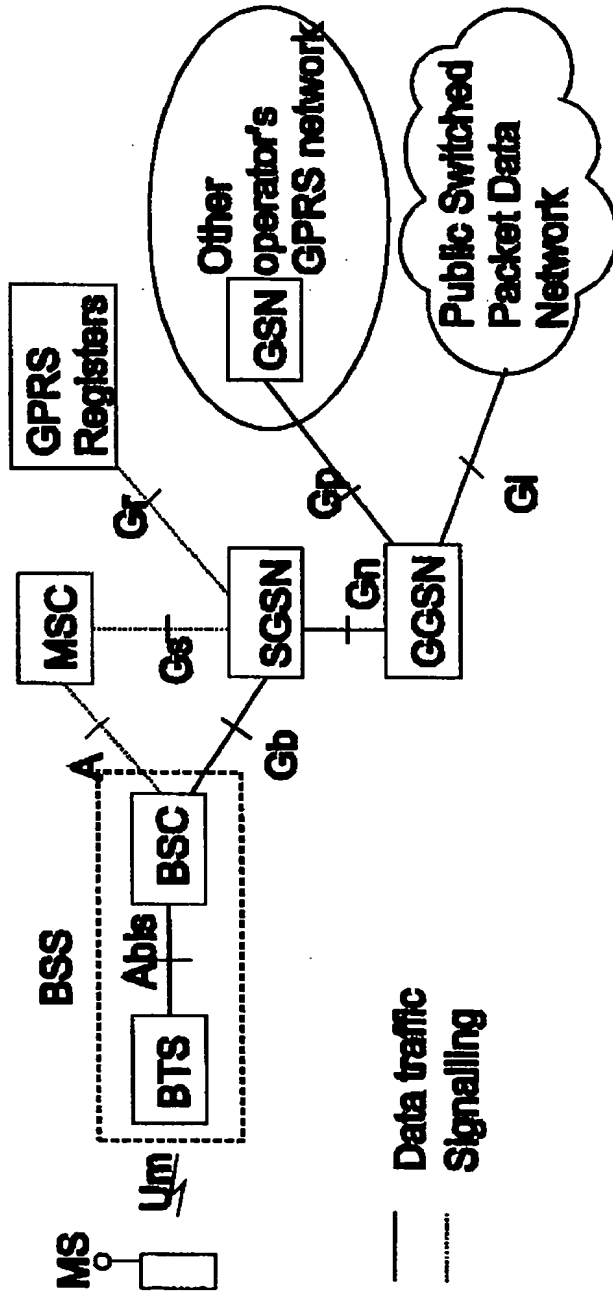 MS
Um
BSS
BTS
Abis
BSC
A
MSC
Gs
Gr
GPRS
Registers
Gb
SGSN
Gn
GGSN
Gp
Gi
Other
operator's
GSN
GPRS network
Public Switched
Packet Data
Network
Data traffic
Signalling